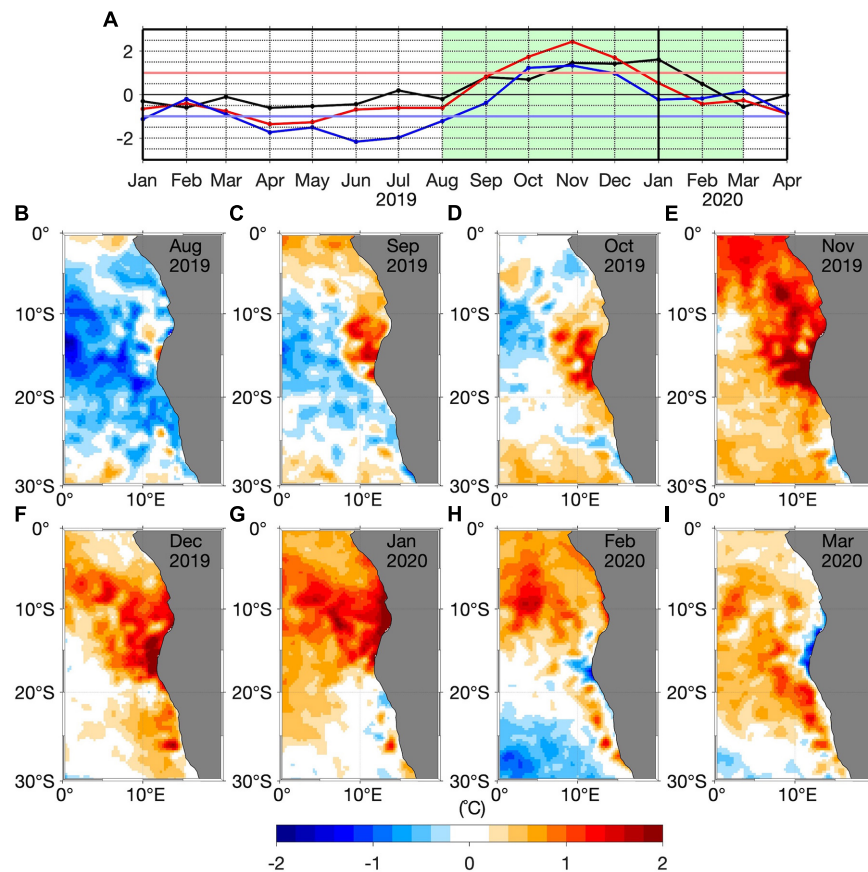 A
2
0
-2
Jan Feb Mar Apr May Jun Jul Aug Sep Oct Nov Dec Jan Feb Mar Apr
2019 2020
B C D E
0° 0° 0° 0°
Aug Sep Oct Nov
2019 2019 2019 2019
10°S 10°S 10°S 10°S
20°S 20°S 20°S 20°S
30°S 30°S 30°S 30°S
0° 10°E 0° 10°E 0° 10°E 0° 10°E
F G H I
0° 0° 0° 0°
Dec Jan Feb Mar
2019 2020 2020 2020
10°S 10°S 10°S 10°S
20°S 20°S 20°S 20°S
30°S 30°S 30°S 30°S
0° 10°E 0° 10°E 0° 10°E 0° 10°E
(°C)
-2 -1 0 1 2